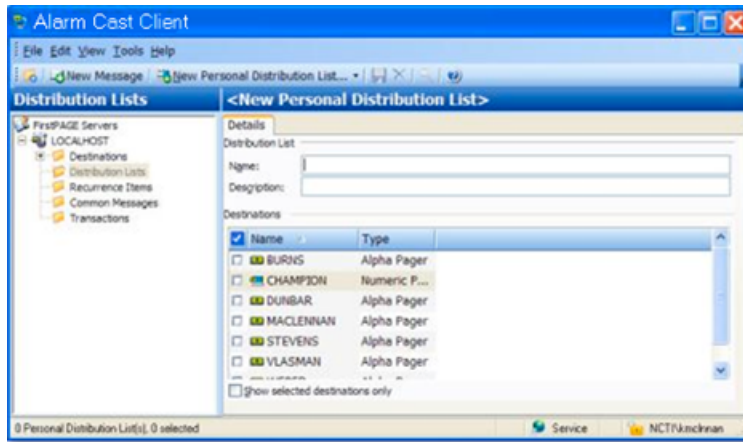 Alarm Cast Client
File Edit View Tools Help
New Message New Personal Distribution List...
Distribution Lists
<New Personal Distribution List>
FirstPAGE Servers
LOCALHOST
Destinations
Distribution Lists
Recurrence Items
Common Messages
Transactions
Details
Distribution List
Name:
Description:
Destinations
Name Type
BURNS Alpha Pager
CHAMPION Numeric P...
DUNBAR Alpha Pager
MACLENNAN Alpha Pager
STEVENS Alpha Pager
VLASMAN Alpha Pager
Show selected destinations only
0 Personal Distribution List(s), 0 selected
Service